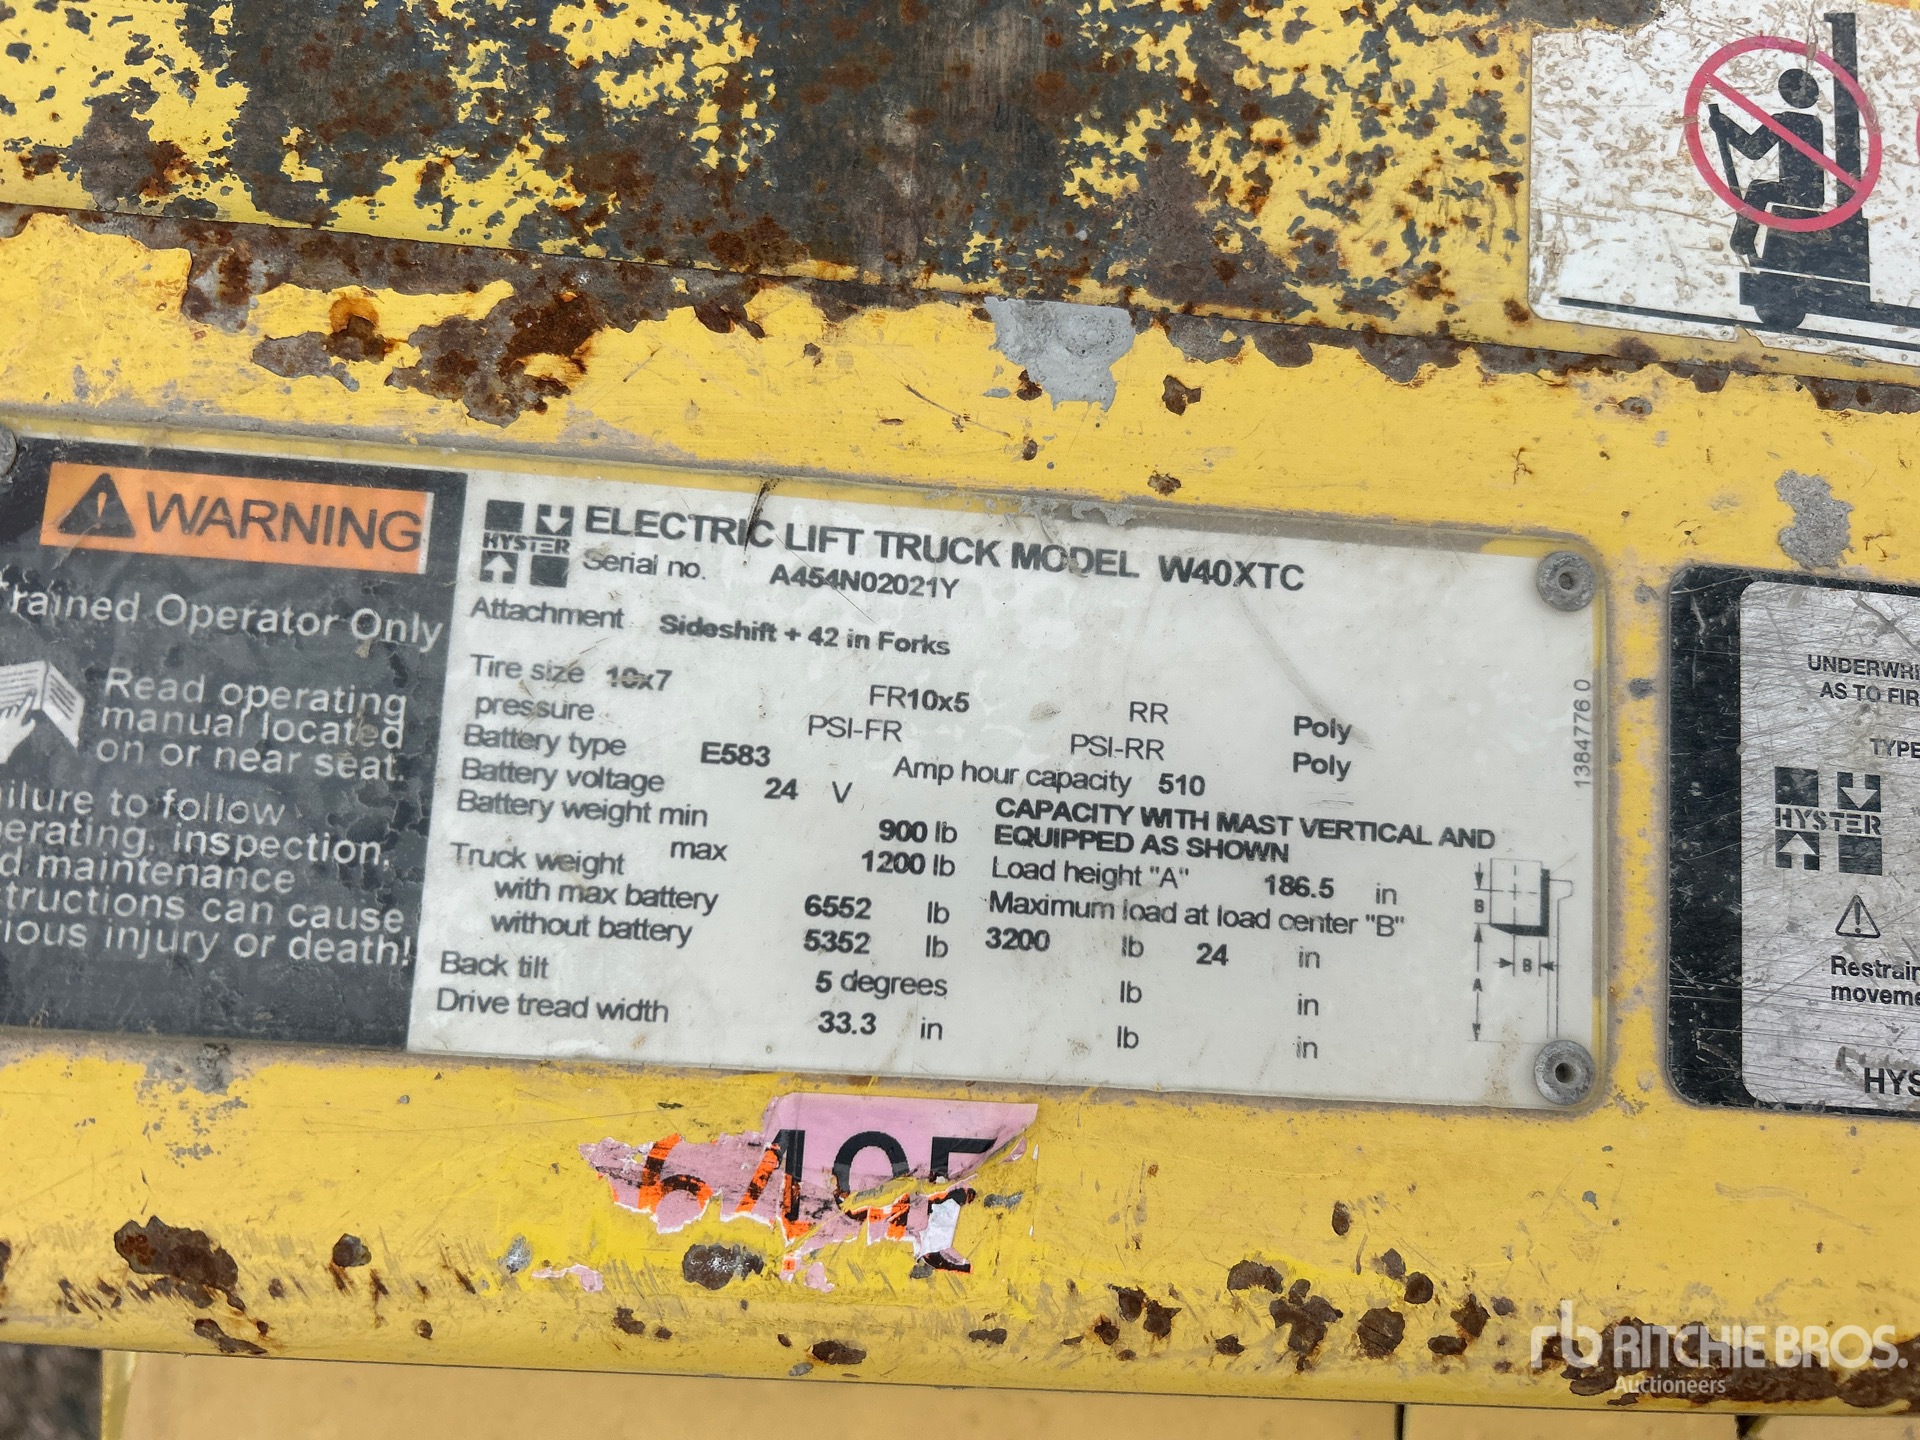 WARNING
Trained Operator Only
Read operating
manual located
on or near seat.
ilure to follow
erating, inspection,
d maintenance
tructions can cause
ious injury or death!
HYSTER
ELECTRIC LIFT TRUCK MODEL W40XTC
Serial no. A454N02021Y
Attachment Sideshift + 42 in Forks
Tire size 10x7 FR 10x5 RR Poly
pressure PSI-FR PSI-RR Poly
Battery type E583 Amp hour capacity 510
Battery voltage 24 V
Battery weight min 900 lb
max 1200 lb
Truck weight
with max battery 6552 lb
without battery 5352 lb
Back tilt 5 degrees
Drive tread width 33.3 in
CAPACITY WITH MAST VERTICAL AND
EQUIPPED AS SHOWN
Load height "A" 186.5 in
Maximum load at load center "B"
3200 lb 24 in
lb in
lb in
B
B
A
1384776 0
UNDERWRI
AS TO FIR
TYPE
HYSTER
Restrain
moveme
HYS
RITCHIE BROS.
Auctioneers